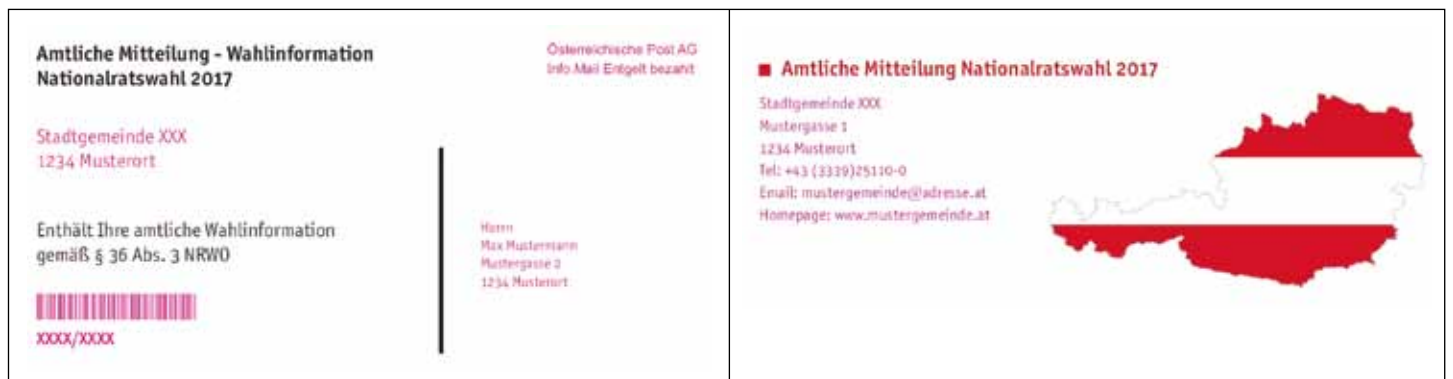 Amtliche Mitteilung - Wahlinformation
Nationalratswahl 2017
Österreichische Post AG
Info.Mail Entgelt bezahlt
Stadtgemeinde XXX
1234 Musterort
Enthält Ihre amtliche Wahlinformation
gemäß § 36 Abs. 3 NRWO
XXXX/XXXX
Herrn
Max Mustermann
Mustergasse 2
1234 Musterort
Amtliche Mitteilung Nationalratswahl 2017
Stadtgemeinde XXX
Mustergasse 1
1234 Musterort
Tel: +43 (3339)25110-0
Email: mustergemeinde@adresse.at
Homepage: www.mustergemeinde.at